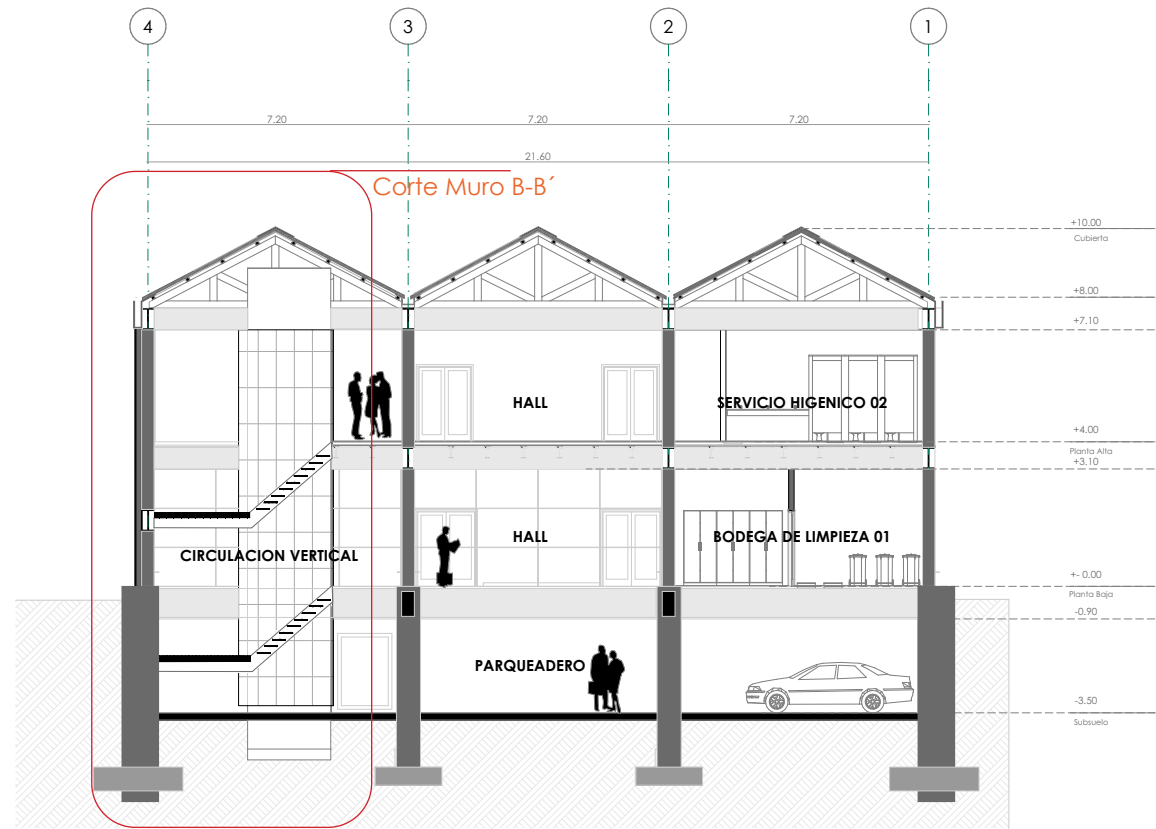 4
3
2
1
7.20
7.20
7.20
21.60
Corte Muro B-B´
+10.00
Cubierta
+8.00
+7.10
HALL
SERVICIO HIGENICO 02
+4.00
Planta Alta
+3.10
HALL
BODEGA DE LIMPIEZA 01
CIRCULACION VERTICAL
+- 0.00
Planta Baja
-0.90
PARQUEADERO
-3.50
Subsuelo